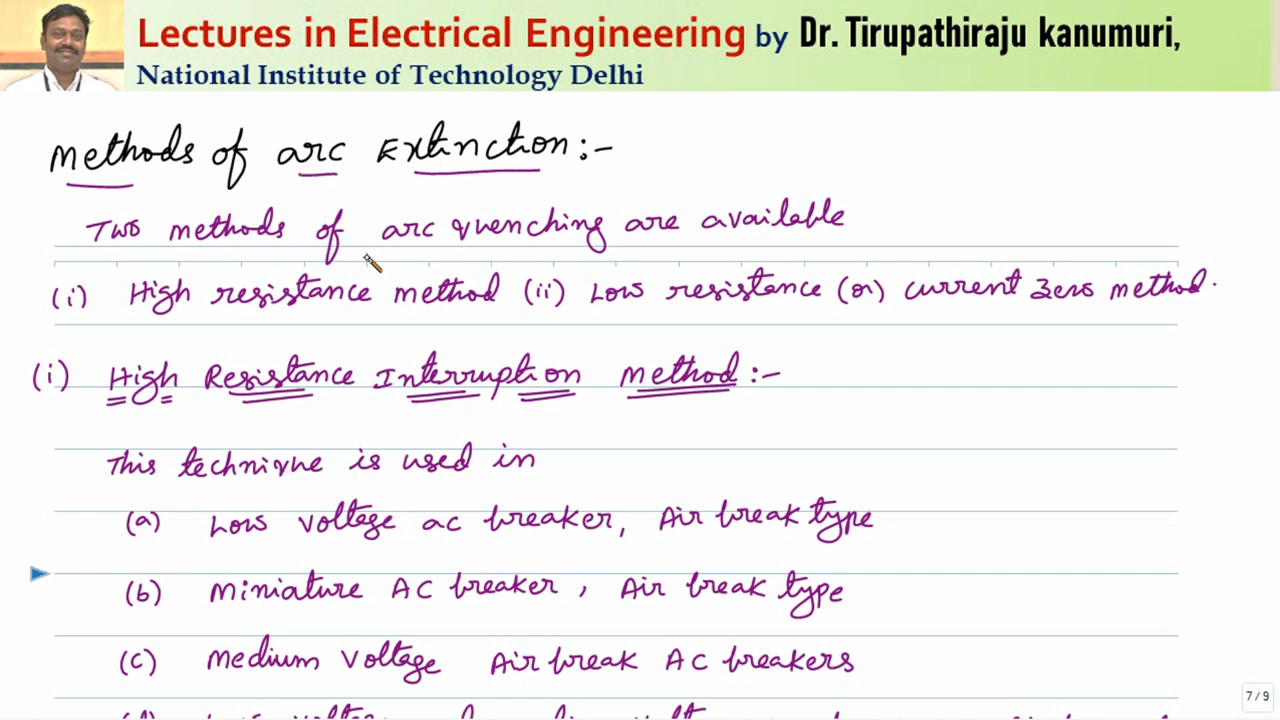 Lectures in Electrical Engineering by Dr. Tirupathiraju kanumuri,
National Institute of Technology Delhi
Methods of arc Extinction:-
Two methods of arc quenching are available
(i) High resistance method (ii) Low resistance (or) current zero method.
(i) High Resistance Interruption method:-
This technique is used in
(a) Low voltage ac breaker, Air break type
(b) Miniature AC breaker, Air break type
(c) Medium voltage Air break AC breakers
7 / 9